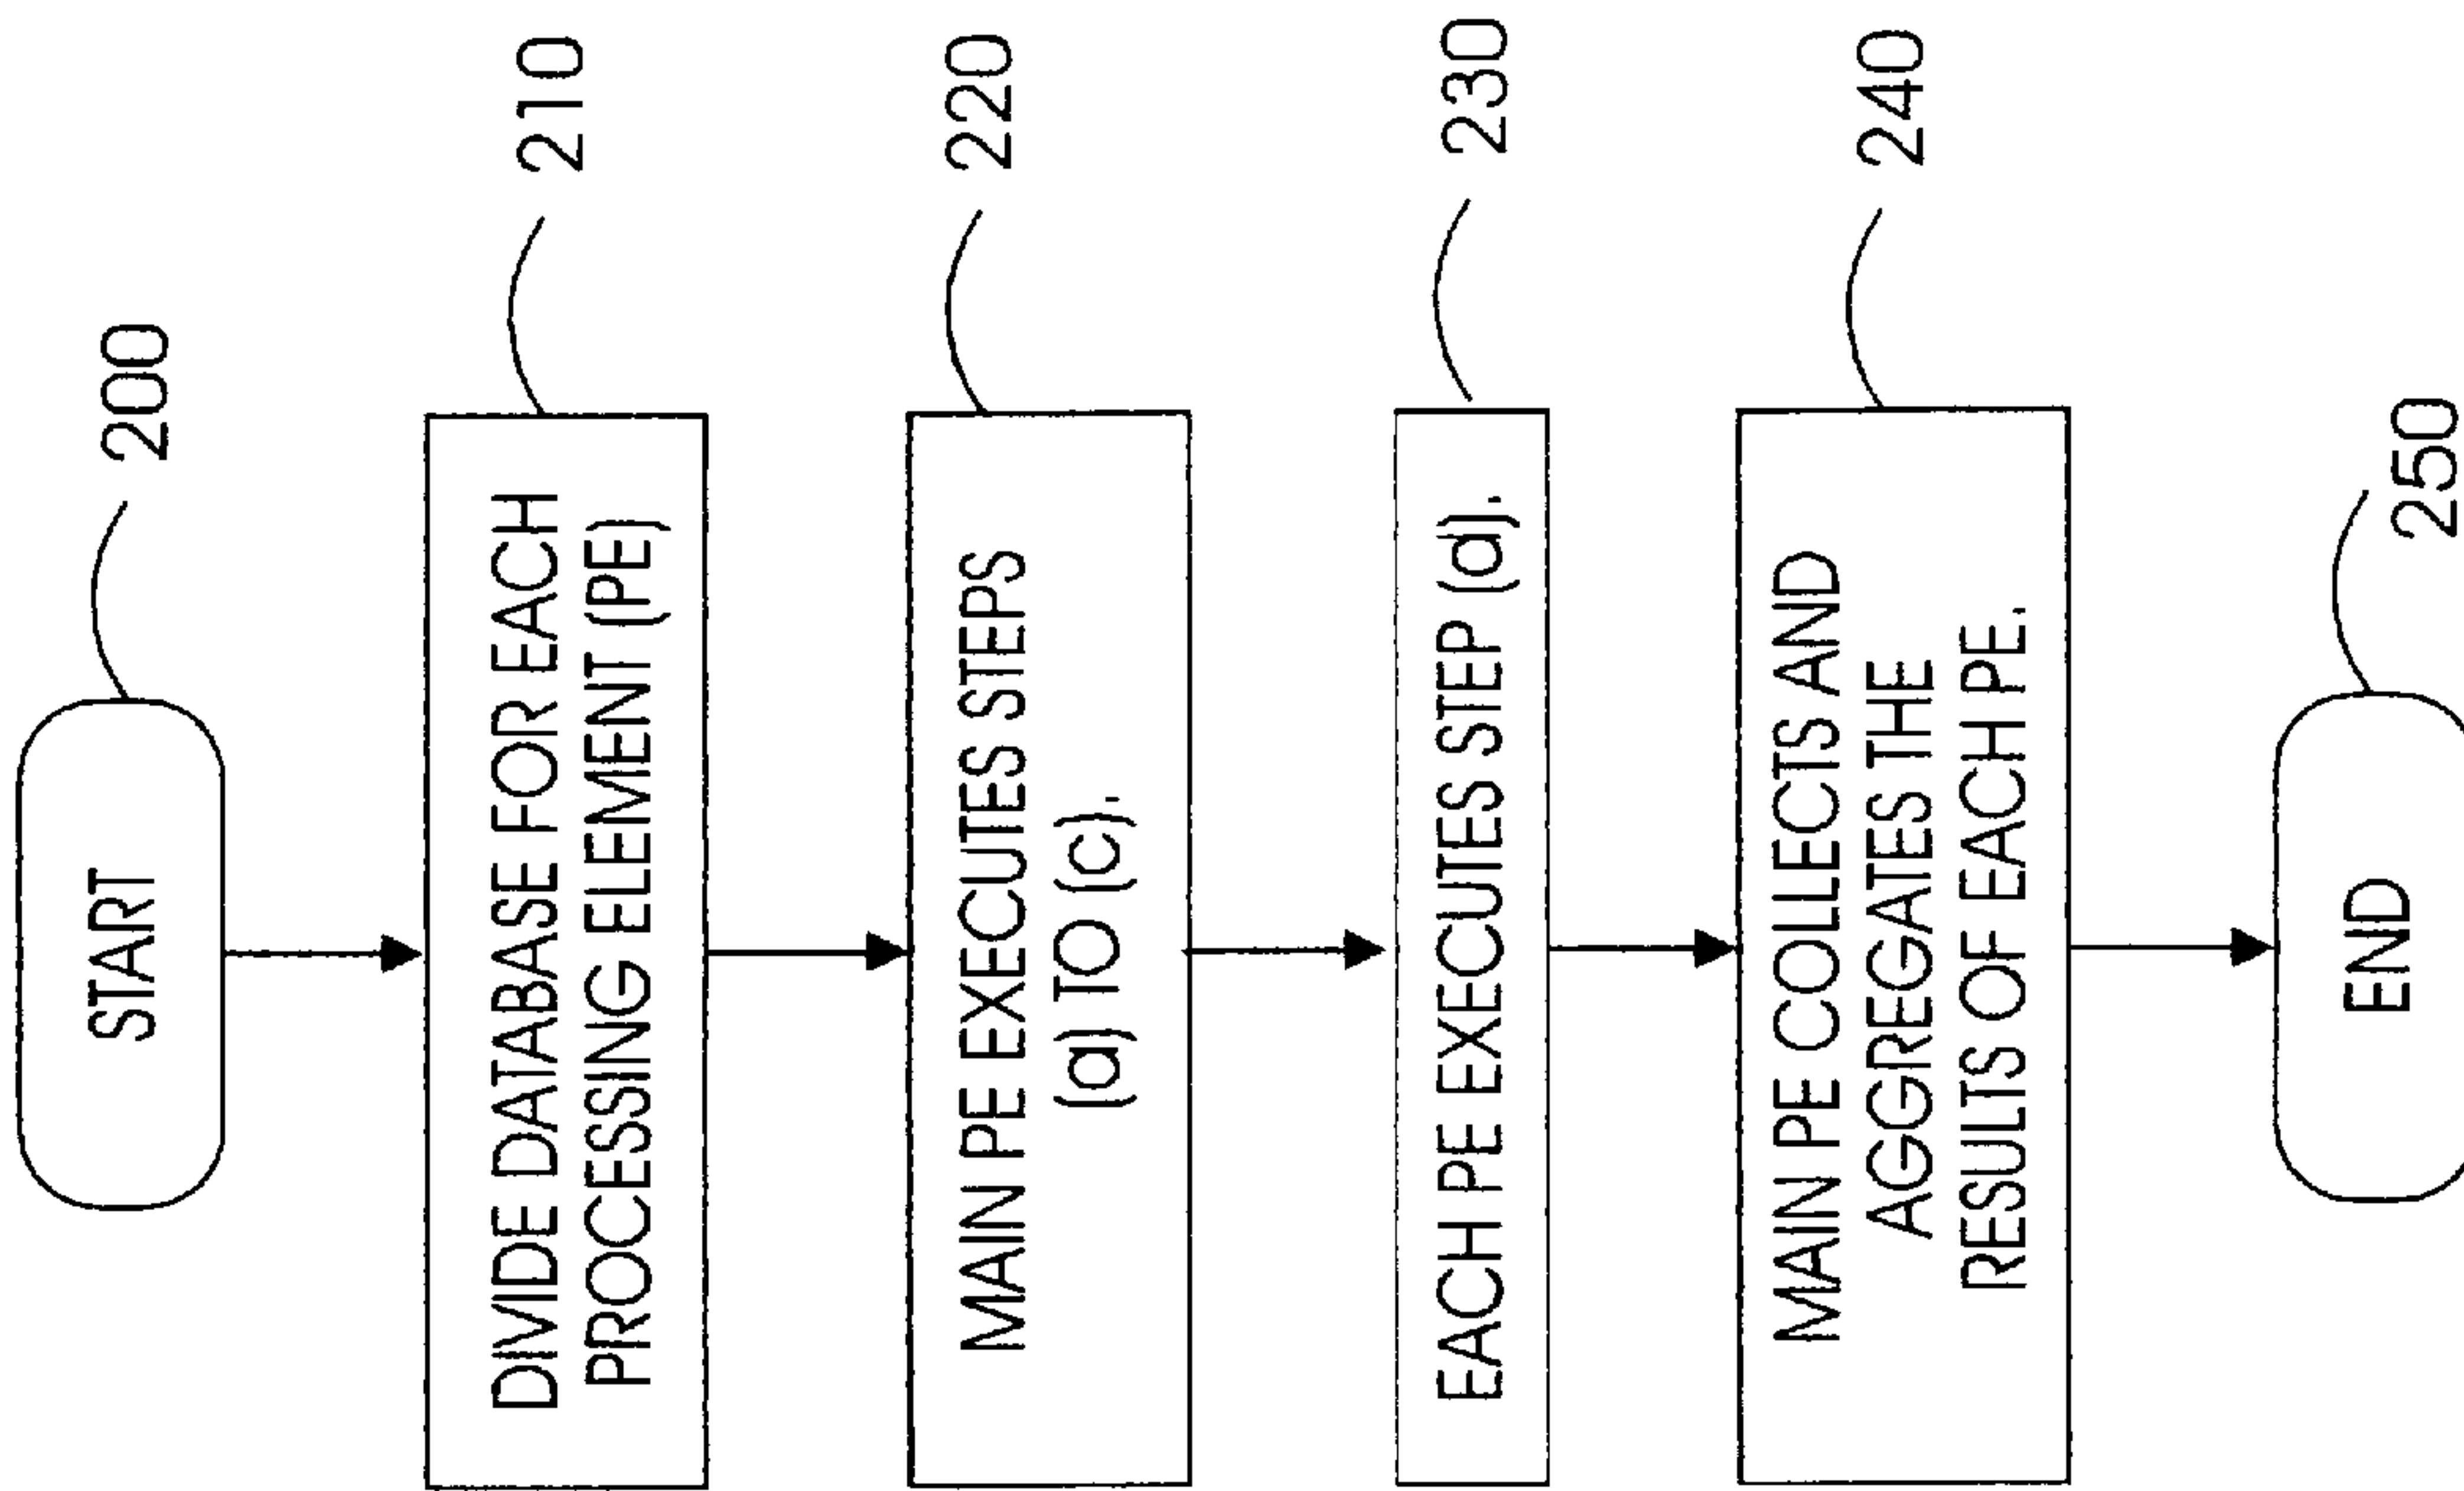 START
200
DIVIDE DATABASE FOR EACH
PROCESSING ELEMENT (PE)
210
MAIN PE EXECUTES STEPS
(a) TO (c).
220
EACH PE EXECUTES STEP (d).
230
MAIN PE COLLECTS AND
AGGREGATES THE
RESULTS OF EACH PE.
240
END
250